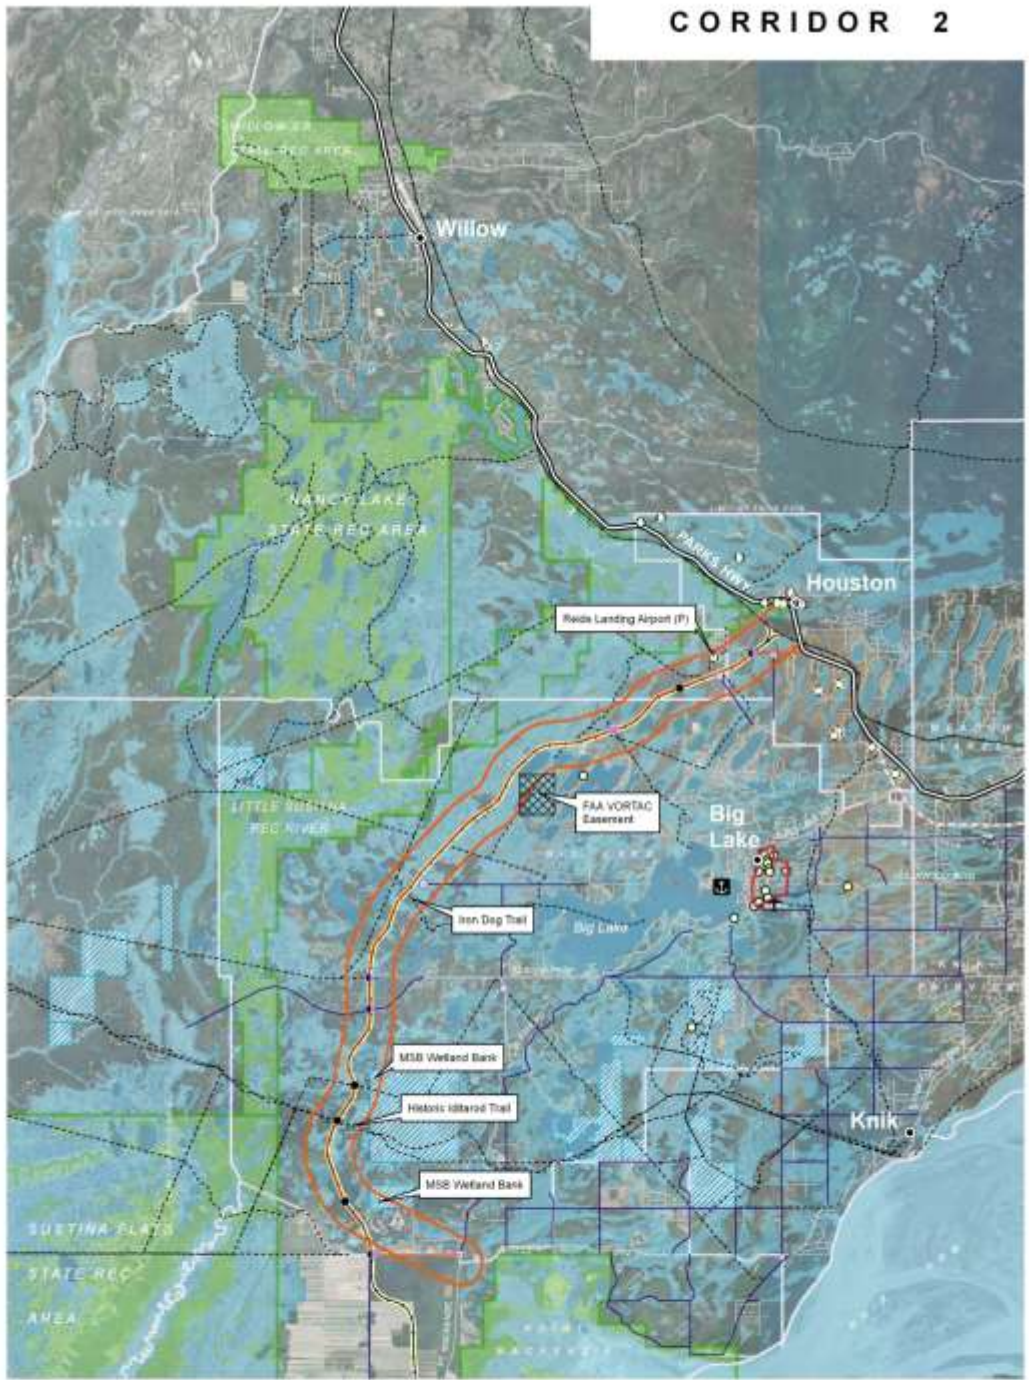 CORRIDOR 2
WILLOW CR
STATE REC AREA
Willow
NANCY LAKE
STATE REC AREA
WILLOW
PARKS HWY
Houston
Reids Landing Airport (P)
LITTLE SUSITNA
REC RIVER
FAA VORTAC
Easement
Big
Lake
Iron Dog Trail
Big Lake
MSB Wetland Bank
Historic Iditarod Trail
Knik
MSB Wetland Bank
SUSTINA FLATS
STATE REC
AREA